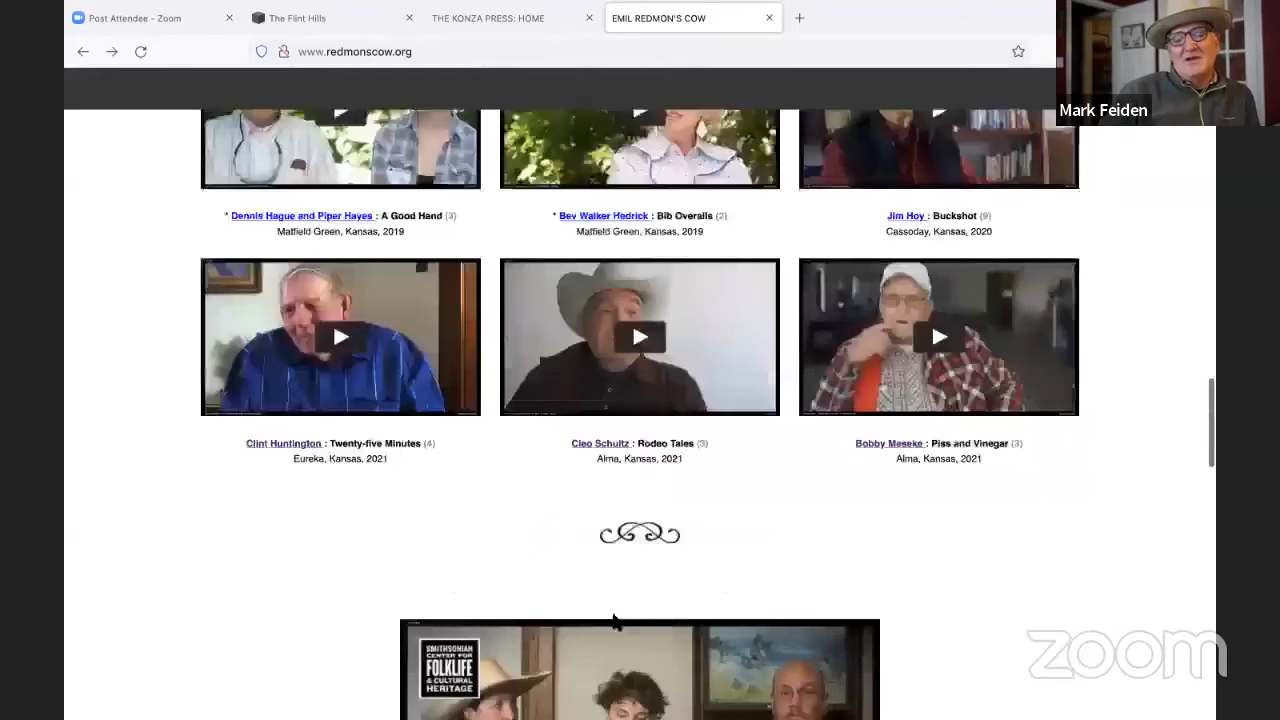 Post Attendee - Zoom
The Flint Hills
THE KONZA PRESS: HOME
EMIL REDMON'S COW
www.redmonscow.org
Mark Feiden
* Dennis Hague and Piper Hayes : A Good Hand (3)
Matfield Green, Kansas, 2019
* Bev Walker Hedrick : Bib Overalls (2)
Matfield Green, Kansas, 2019
Jim Hoy : Buckshot (9)
Cassoday, Kansas, 2020
Clint Huntington : Twenty-five Minutes (4)
Eureka, Kansas, 2021
Cleo Schultz : Rodeo Tales (3)
Alma, Kansas, 2021
Bobby Meseke : Piss and Vinegar (3)
Alma, Kansas, 2021
SMITHSONIAN
CENTER FOR
FOLKLIFE
& CULTURAL
HERITAGE
zoom